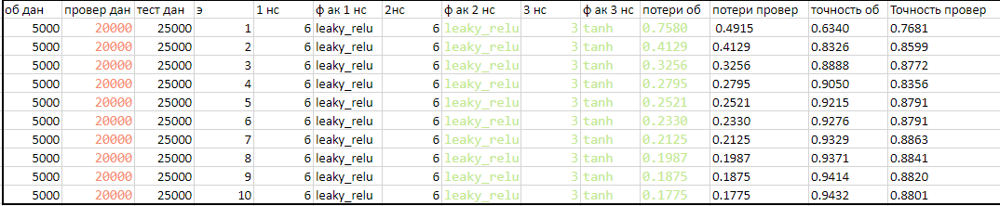 об дан провер дан тест дан э 1 нс ф ак 1 нс 2нс ф ак 2 нс 3 нс ф ак 3 нс потери об потери провер точность об Точность провер
5000 20000 25000 1 6 leaky_relu 6 leaky_relu 3 tanh 0.7580 0.4915 0.6340 0.7681
5000 20000 25000 2 6 leaky_relu 6 leaky_relu 3 tanh 0.4129 0.4129 0.8326 0.8599
5000 20000 25000 3 6 leaky_relu 6 leaky_relu 3 tanh 0.3256 0.3256 0.8888 0.8772
5000 20000 25000 4 6 leaky_relu 6 leaky_relu 3 tanh 0.2795 0.2795 0.9050 0.8356
5000 20000 25000 5 6 leaky_relu 6 leaky_relu 3 tanh 0.2521 0.2521 0.9215 0.8791
5000 20000 25000 6 6 leaky_relu 6 leaky_relu 3 tanh 0.2330 0.2330 0.9276 0.8791
5000 20000 25000 7 6 leaky_relu 6 leaky_relu 3 tanh 0.2125 0.2125 0.9329 0.8863
5000 20000 25000 8 6 leaky_relu 6 leaky_relu 3 tanh 0.1987 0.1987 0.9371 0.8841
5000 20000 25000 9 6 leaky_relu 6 leaky_relu 3 tanh 0.1875 0.1875 0.9414 0.8820
5000 20000 25000 10 6 leaky_relu 6 leaky_relu 3 tanh 0.1775 0.1775 0.9432 0.8801